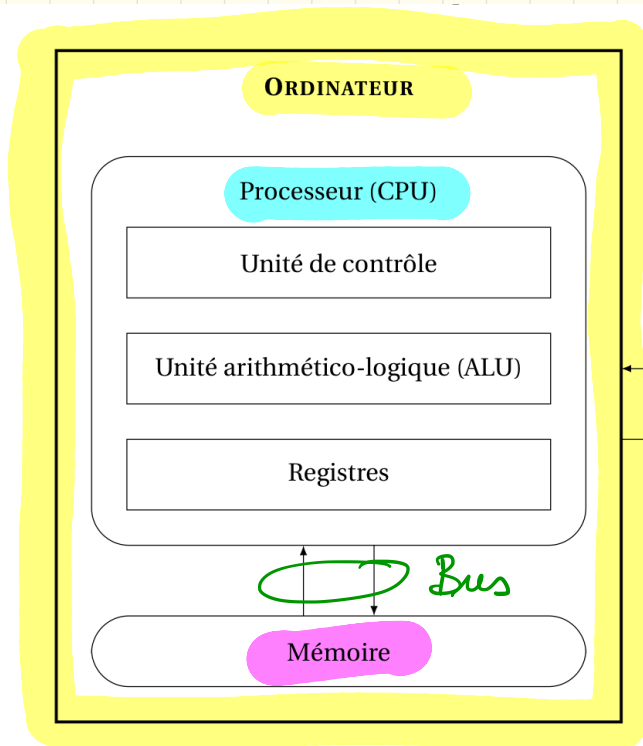 ORDINATEUR
Processeur (CPU)
Unité de contrôle
Unité arithmético-logique (ALU)
Registres
Bus
Mémoire